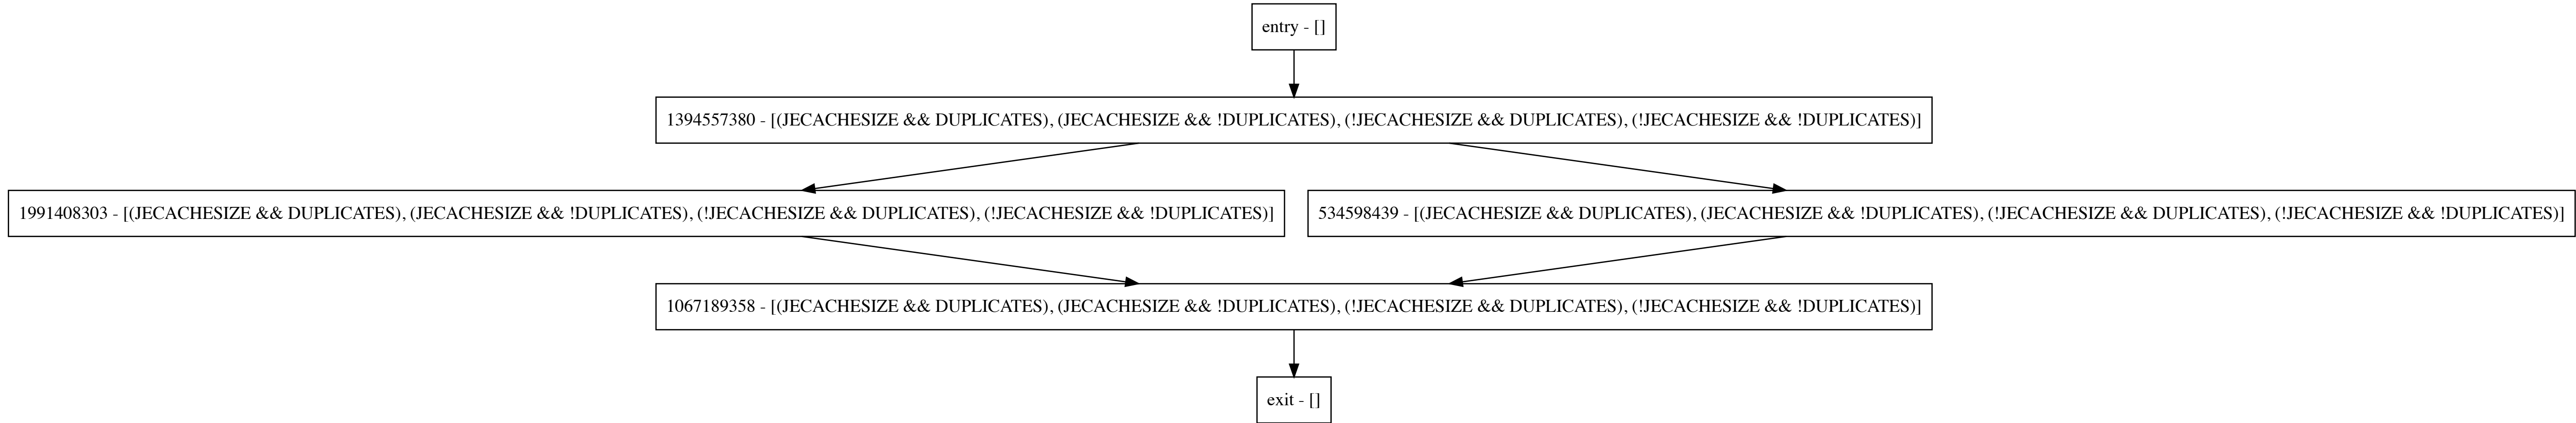 entry - []
1394557380 - [(JECACHESIZE && DUPLICATES), (JECACHESIZE && !DUPLICATES), (!JECACHESIZE && DUPLICATES), (!JECACHESIZE && !DUPLICATES)]
1991408303 - [(JECACHESIZE && DUPLICATES), (JECACHESIZE && !DUPLICATES), (!JECACHESIZE && DUPLICATES), (!JECACHESIZE && !DUPLICATES)]
534598439 - [(JECACHESIZE && DUPLICATES), (JECACHESIZE && !DUPLICATES), (!JECACHESIZE && DUPLICATES), (!JECACHESIZE && !DUPLICATES)]
1067189358 - [(JECACHESIZE && DUPLICATES), (JECACHESIZE && !DUPLICATES), (!JECACHESIZE && DUPLICATES), (!JECACHESIZE && !DUPLICATES)]
exit - []